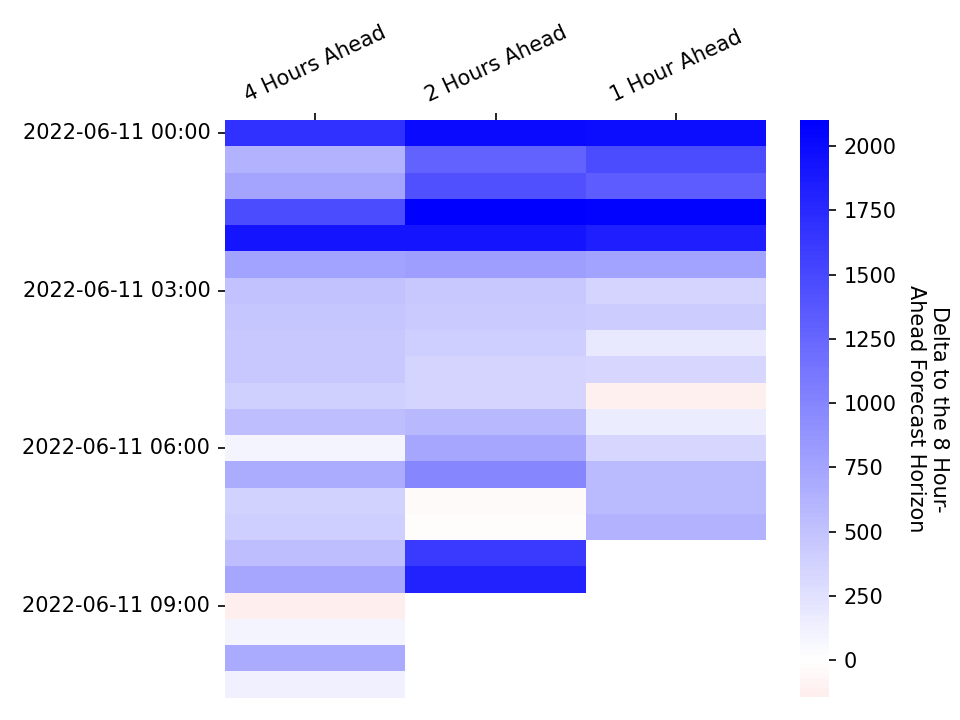 4 Hours Ahead
2 Hours Ahead
1 Hour Ahead
2022-06-11 00:00
2022-06-11 03:00
2022-06-11 06:00
2022-06-11 09:00
2000
1750
1500
1250
1000
750
500
250
0
Delta to the 8 Hour-
Ahead Forecast Horizon